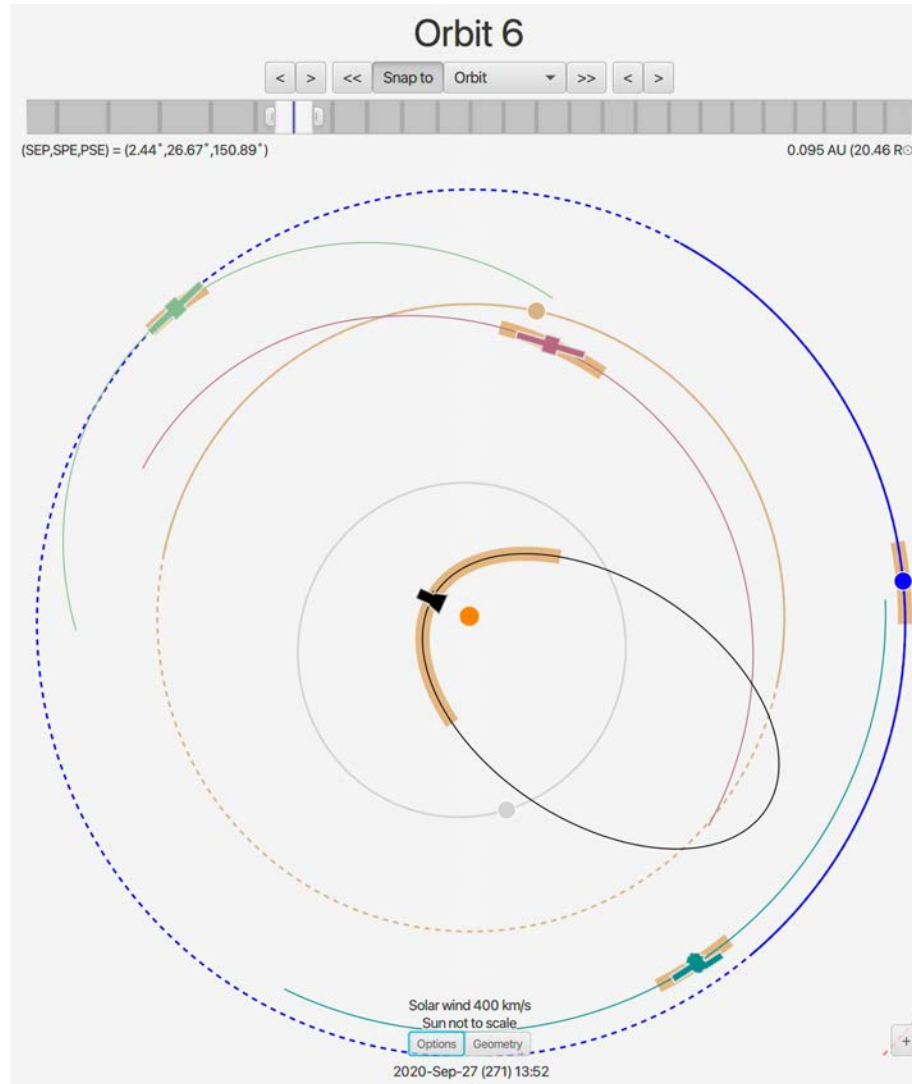 Orbit 6
< > << Snap to Orbit >> < >
(SEP,SPE,PSE) = (2.44°,26.67°,150.89°)
0.095 AU (20.46 R☉
Solar wind 400 km/s
Sun not to scale
Options Geometry
+
2020-Sep-27 (271) 13:52